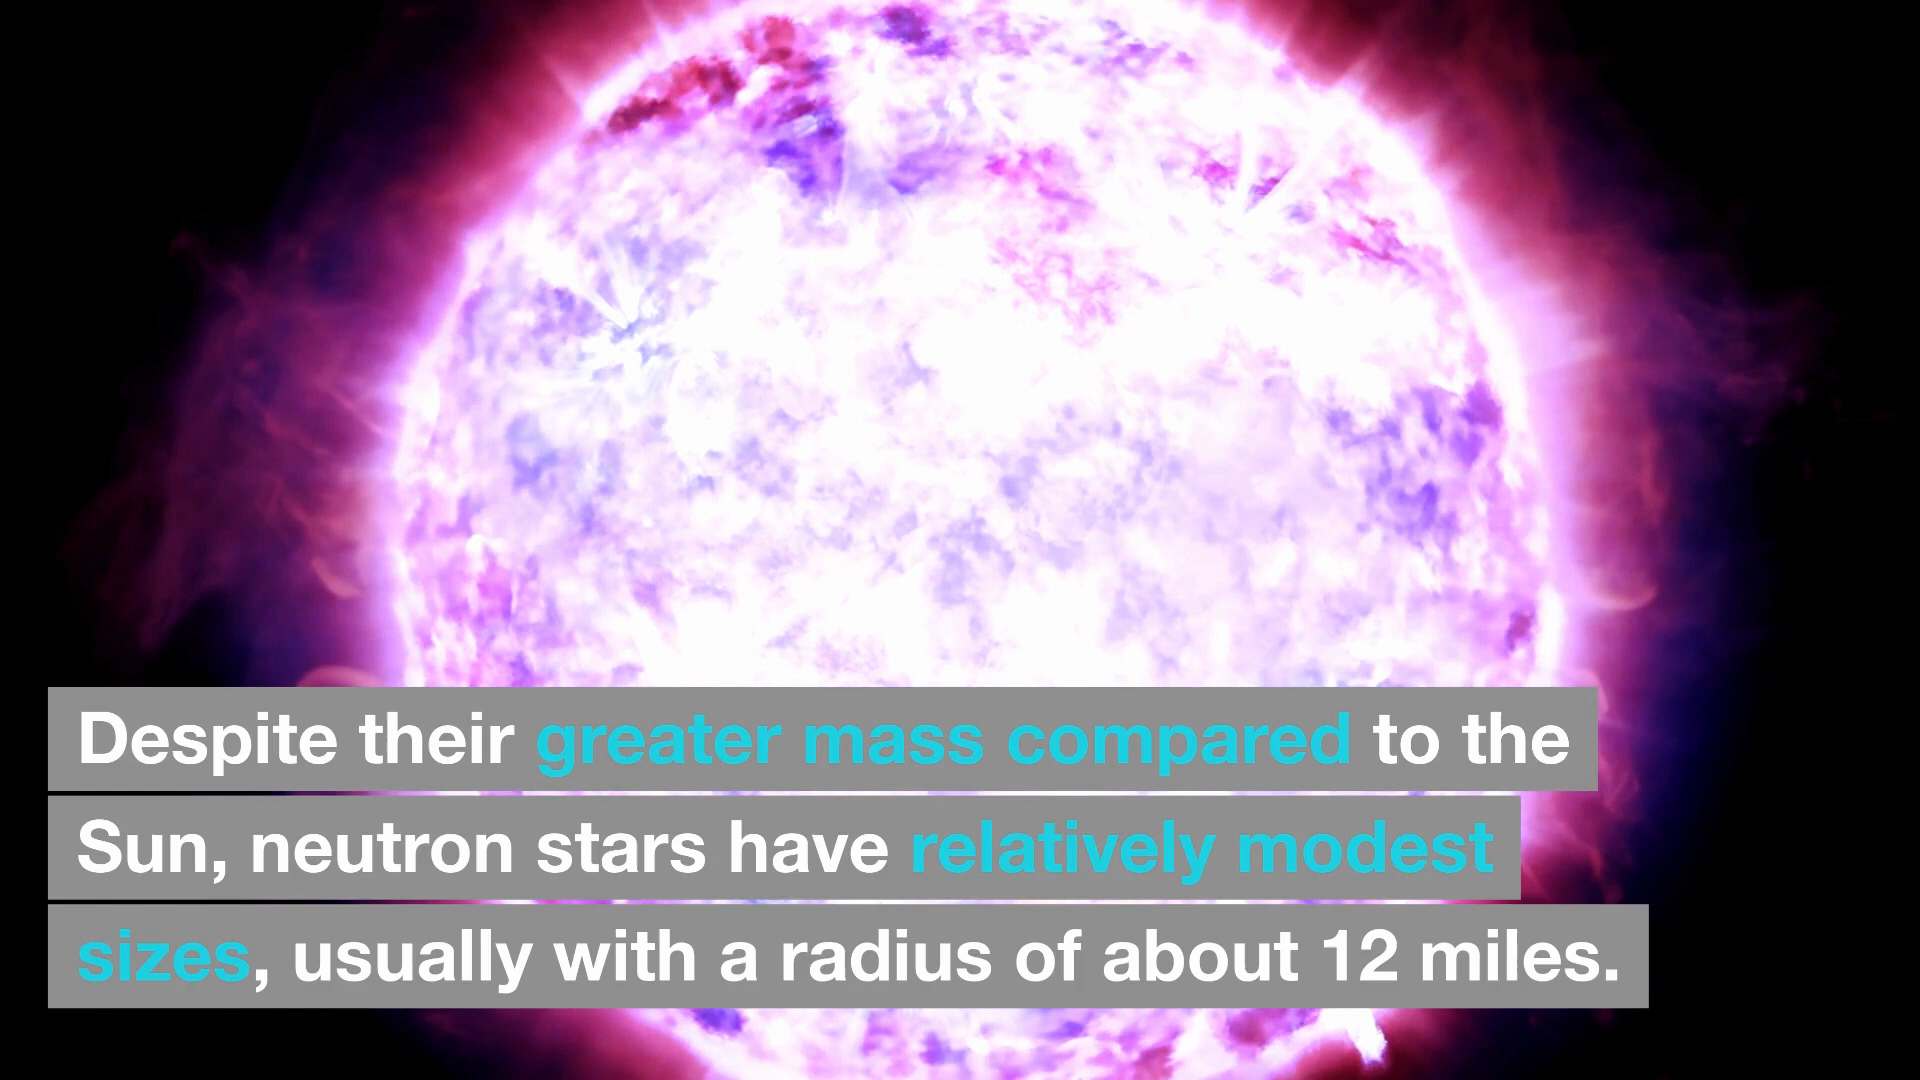 Despite their greater mass compared to the
Sun, neutron stars have relatively modest
sizes, usually with a radius of about 12 miles.